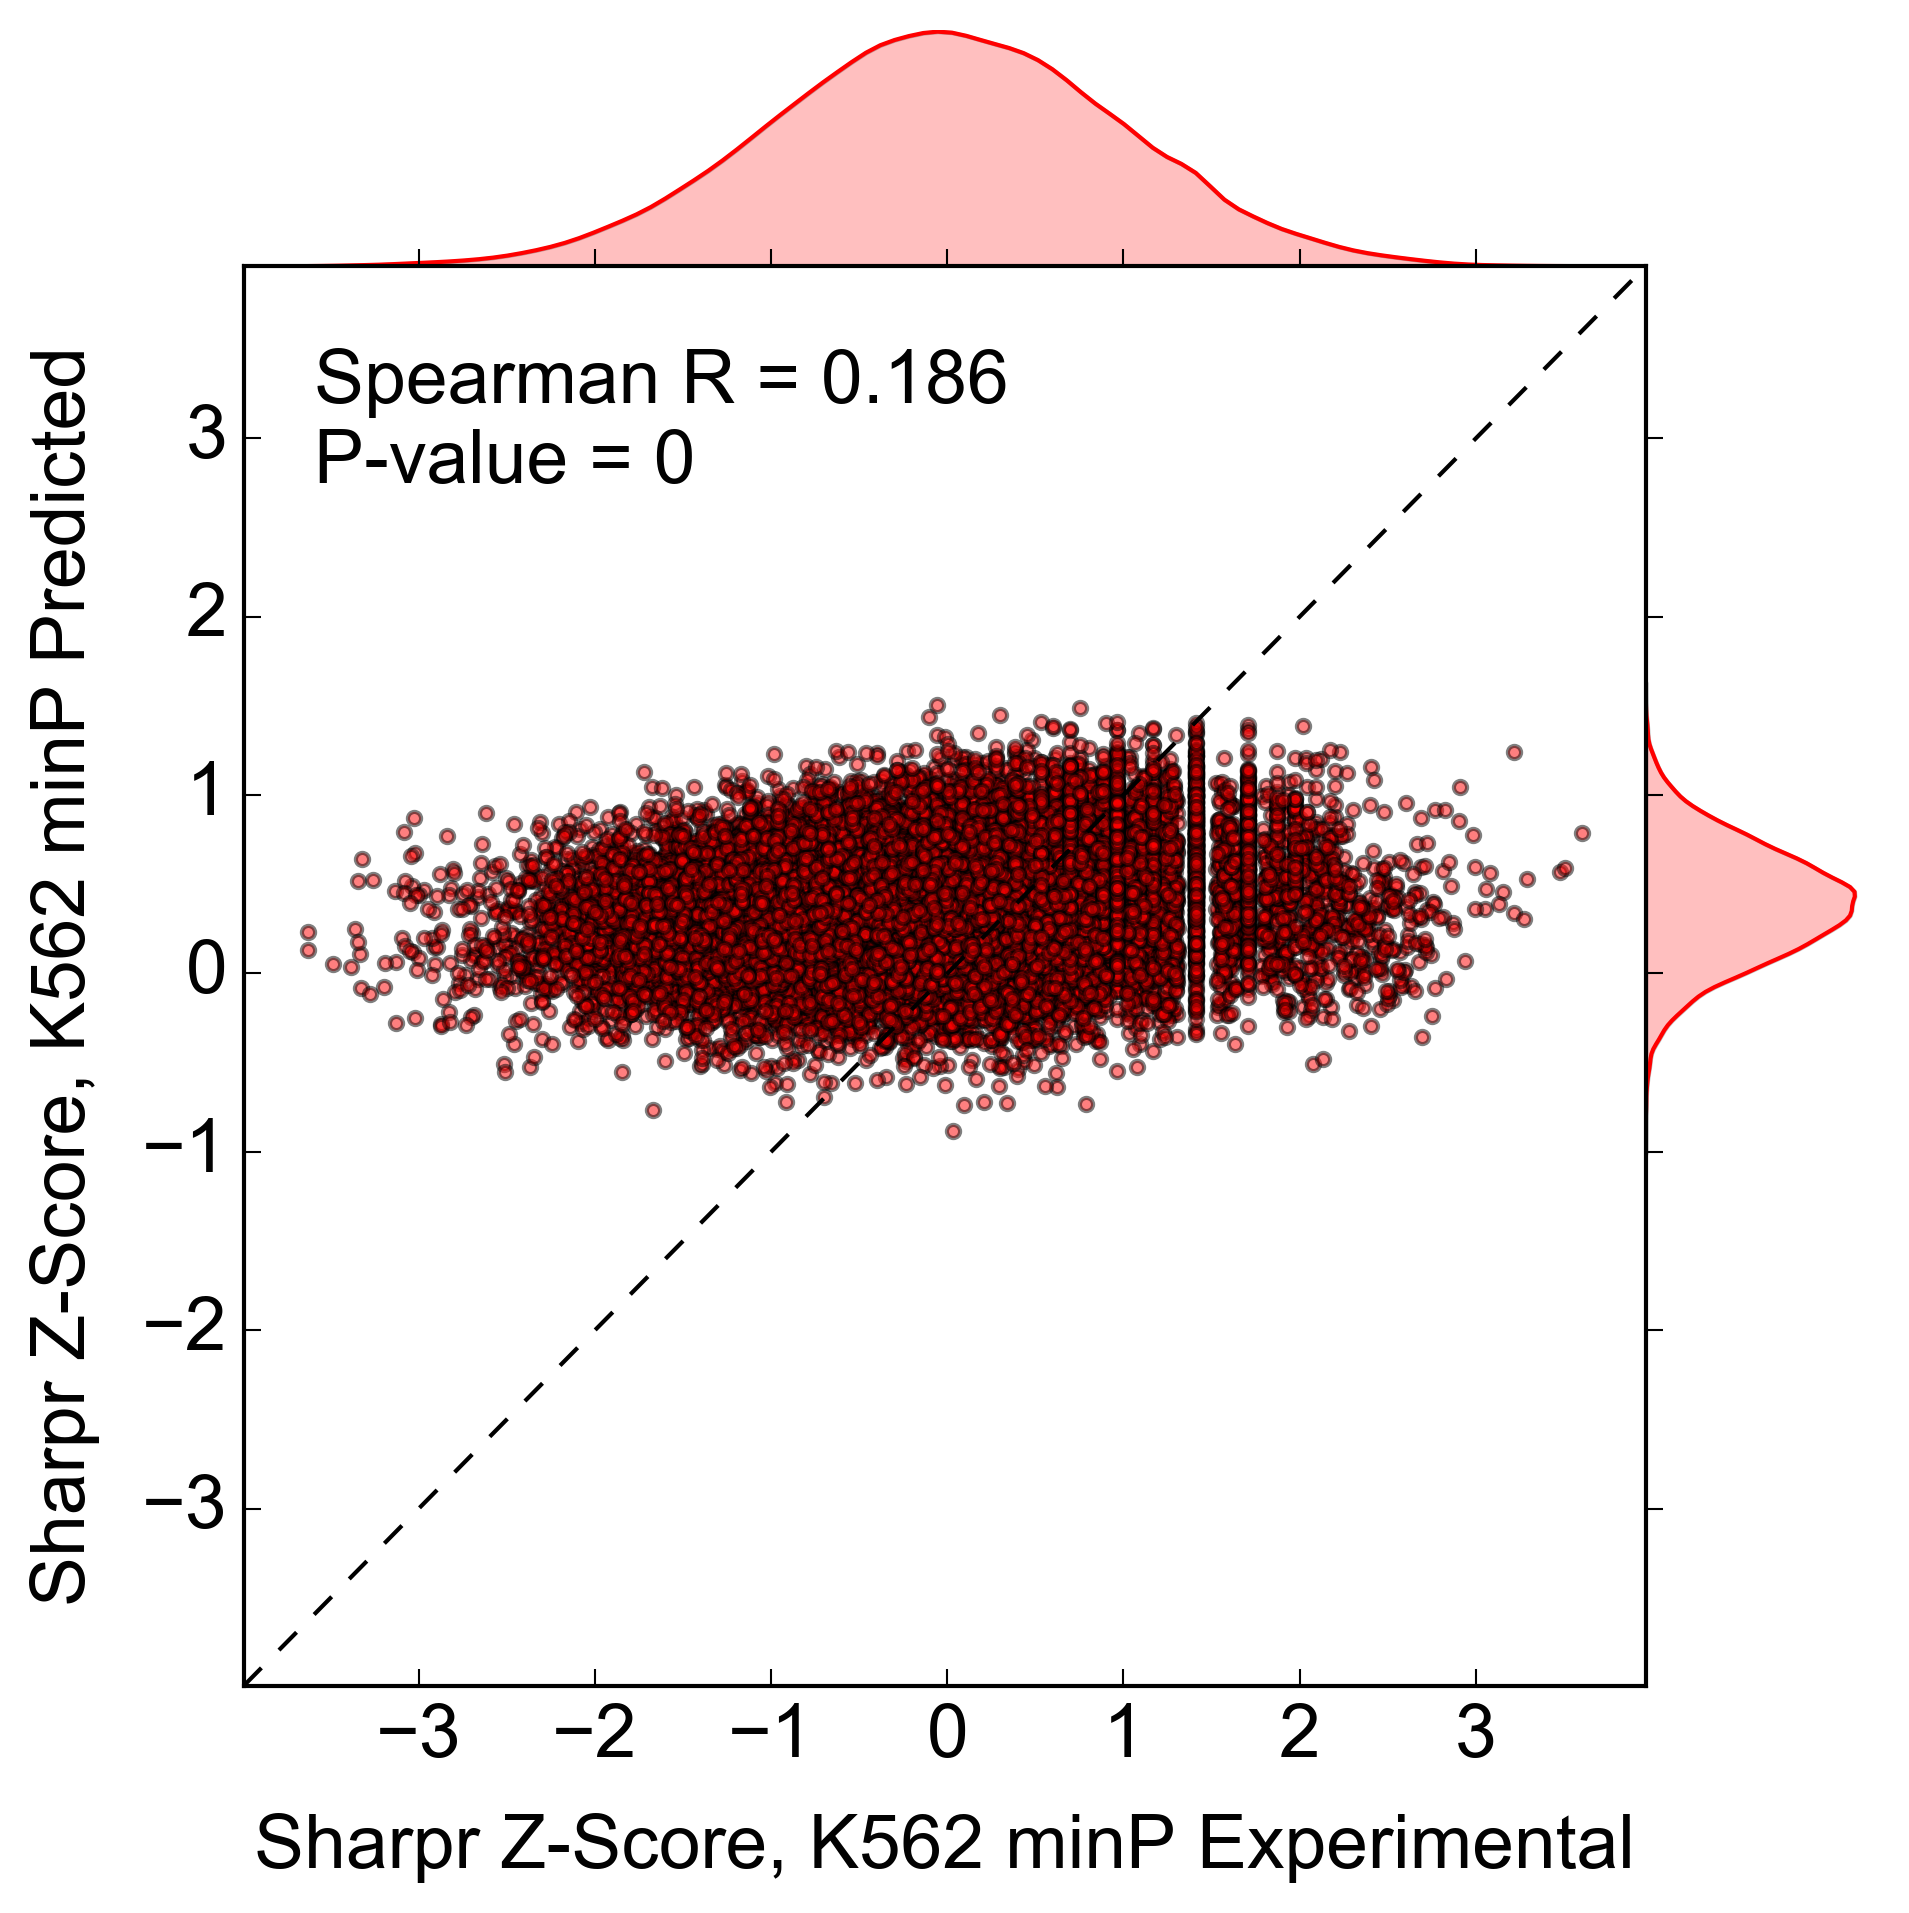 Spearman R = 0.186
P-value = 0
Sharpr Z-Score, K562 minP Predicted
3
2
1
0
−1
−2
−3
−3 −2 −1 0 1 2 3
Sharpr Z-Score, K562 minP Experimental